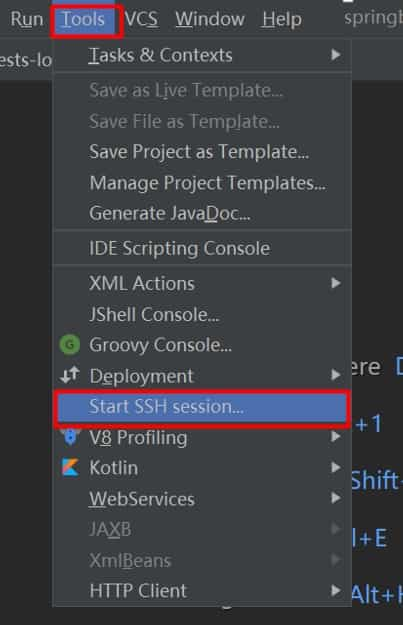 Run Tools VCS Window Help springb
ests-lo
Tasks & Contexts
Save as Live Template...
Save File as Template...
Save Project as Template...
Manage Project Templates...
Generate JavaDoc...
IDE Scripting Console
XML Actions
JShell Console...
G Groovy Console...
ere D
Deployment
Start SSH session...
+1
V8 Profiling
Kotlin
Shift+
WebServices
JAXB
l+E
XmlBeans
HTTP Client
Alt+H